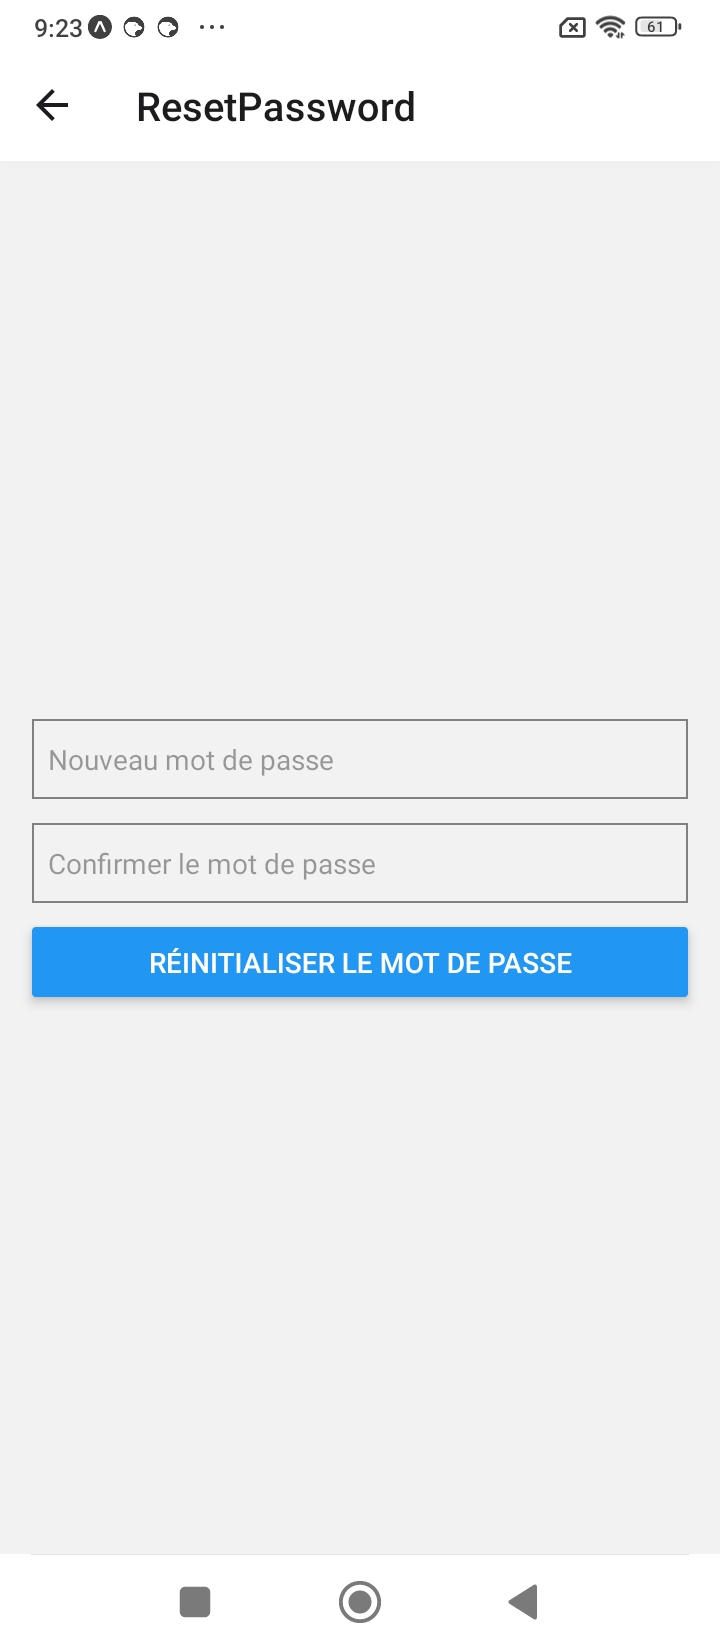 9:23
61
ResetPassword
Nouveau mot de passe
Confirmer le mot de passe
RÉINITIALISER LE MOT DE PASSE